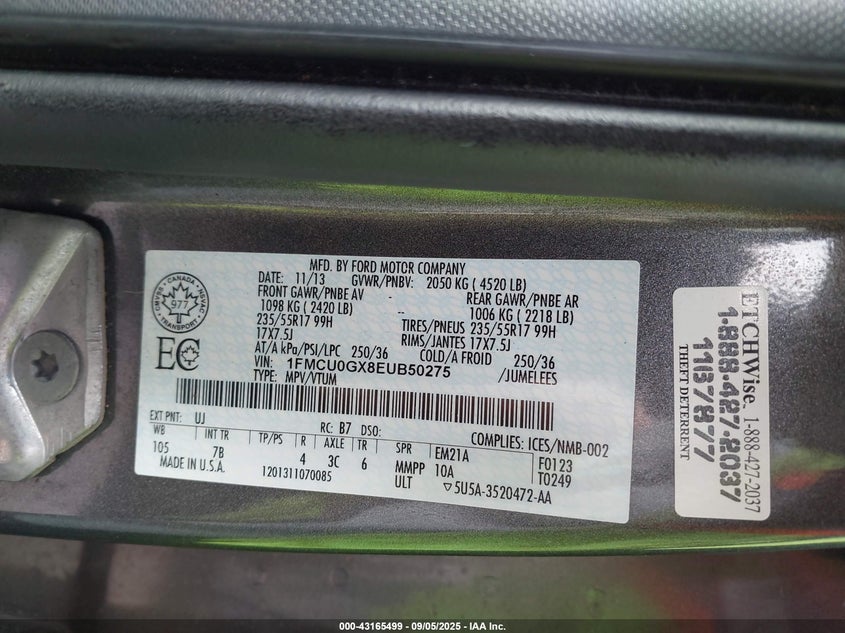 MFD. BY FORD MOTOR COMPANY
DATE: 11/13 GVWR/PNBV: 2050 KG ( 4520 LB)
FRONT GAWR/PNBE AV REAR GAWR/PNBE AR
1098 KG ( 2420 LB) 1006 KG ( 2218 LB)
235/55R17 99H TIRES/PNEUS 235/55R17 99H
17X7.5J RIMS/JANTES 17X7.5J
AT/A kPa/PSI/LPC 250/36 COLD/A FROID 250/36
VIN: 1FMCU0GX8EUB50275 /JUMELEES
TYPE: MPV/VTUM
CANADA
NSVAC
TRANSPORT
977
EC
EXT PNT: UJ RC: B7 DSO: COMPLIES: ICES/NMB-002
WB INT TR TP/PS R AXLE TR SPR EM21A F0123
105 7B 4 3C 6 MMPP 10A T0249
MADE IN U.S.A. 1201311070085 ULT ▽5U5A-3520472-AA
ETCHWise. 1-888-427-2037
1-888-427-2037
11078977
THEFT DETERRENT
000-43165499 - 09/05/2025 - IAA Inc.